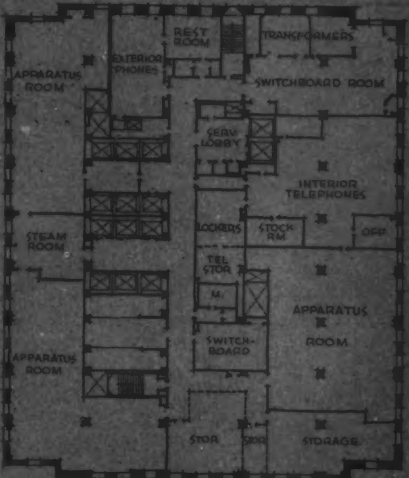 REST
ROOM
TRANSFORMERS
EXTERIOR
PHONES
APPARATUS
ROOM
SWITCHBOARD ROOM
SERV.
LOBBY
INTERIOR
TELEPHONES
LOCKERS
STOCK
RM.
OFF.
STEAM
ROOM
TEL
STOR
M.
APPARATUS
ROOM
SWITCH-
BOARD
APPARATUS
ROOM
STOR
STOR
STORAGE